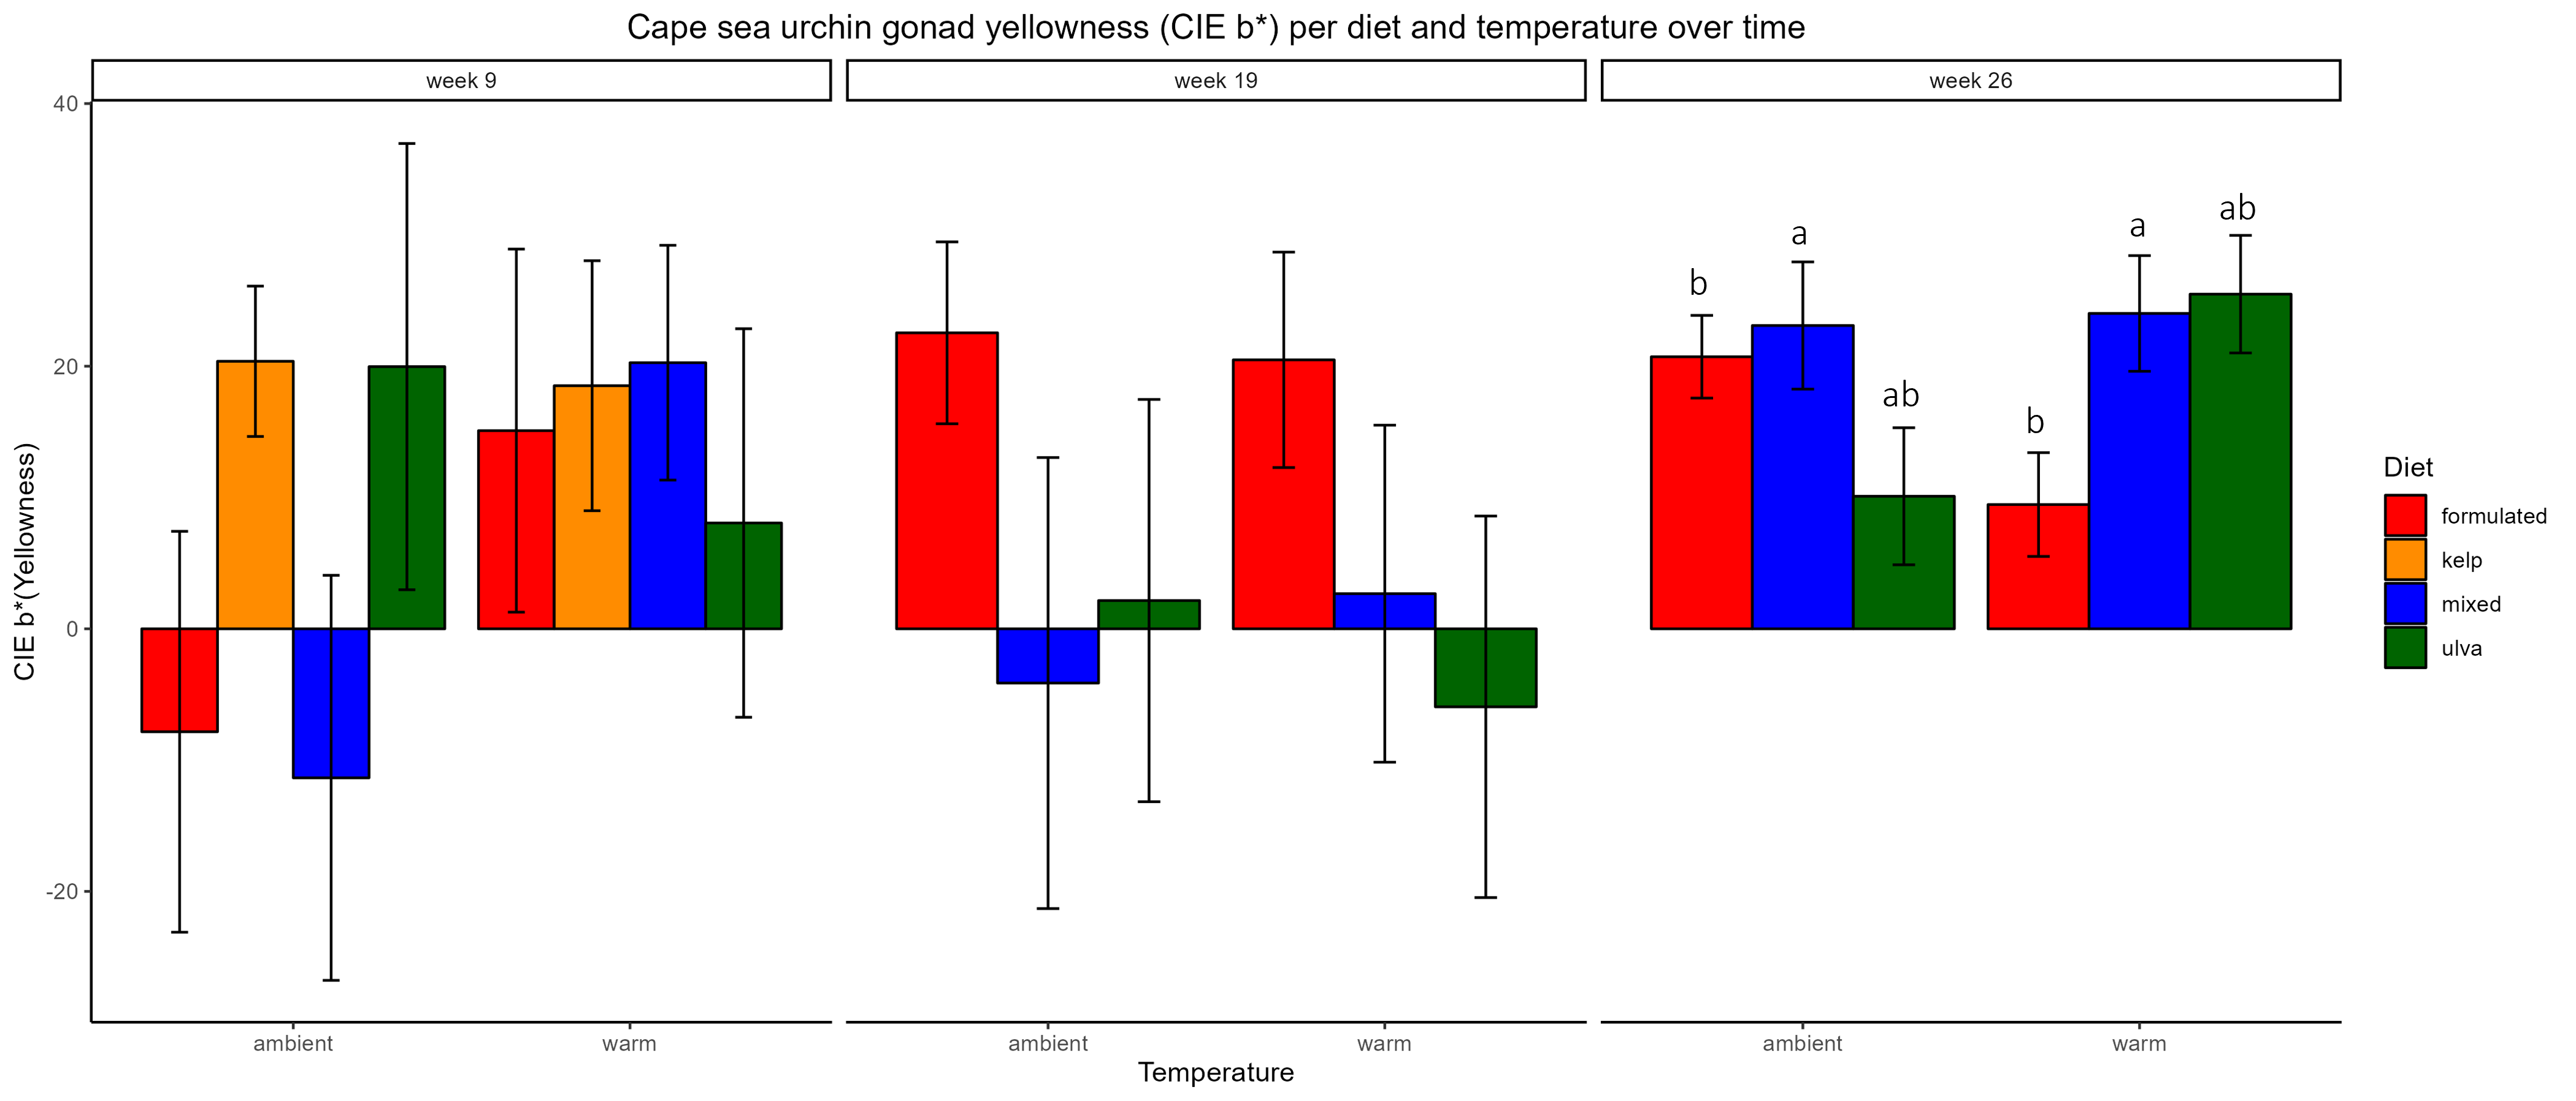 Cape sea urchin gonad yellowness (CIE b*) per diet and temperature over time
week 9
week 19
week 26
CIE b*(Yellowness)
40
20
0
-20
b
a
ab
b
a
ab
ambient
warm
ambient
warm
ambient
warm
Temperature
Diet
formulated
kelp
mixed
ulva